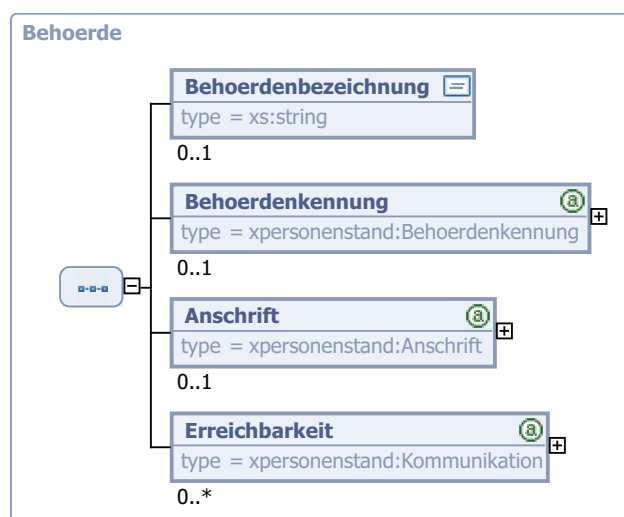 Behoerde
Behoerdenbezeichnung
type = xs:string
0..1
Behoerdenkennung
type = xpersonenstand:Behoerdenkennung
0..1
Anschrift
type = xpersonenstand:Anschrift
0..1
Erreichbarkeit
type = xpersonenstand:Kommunikation
0..*